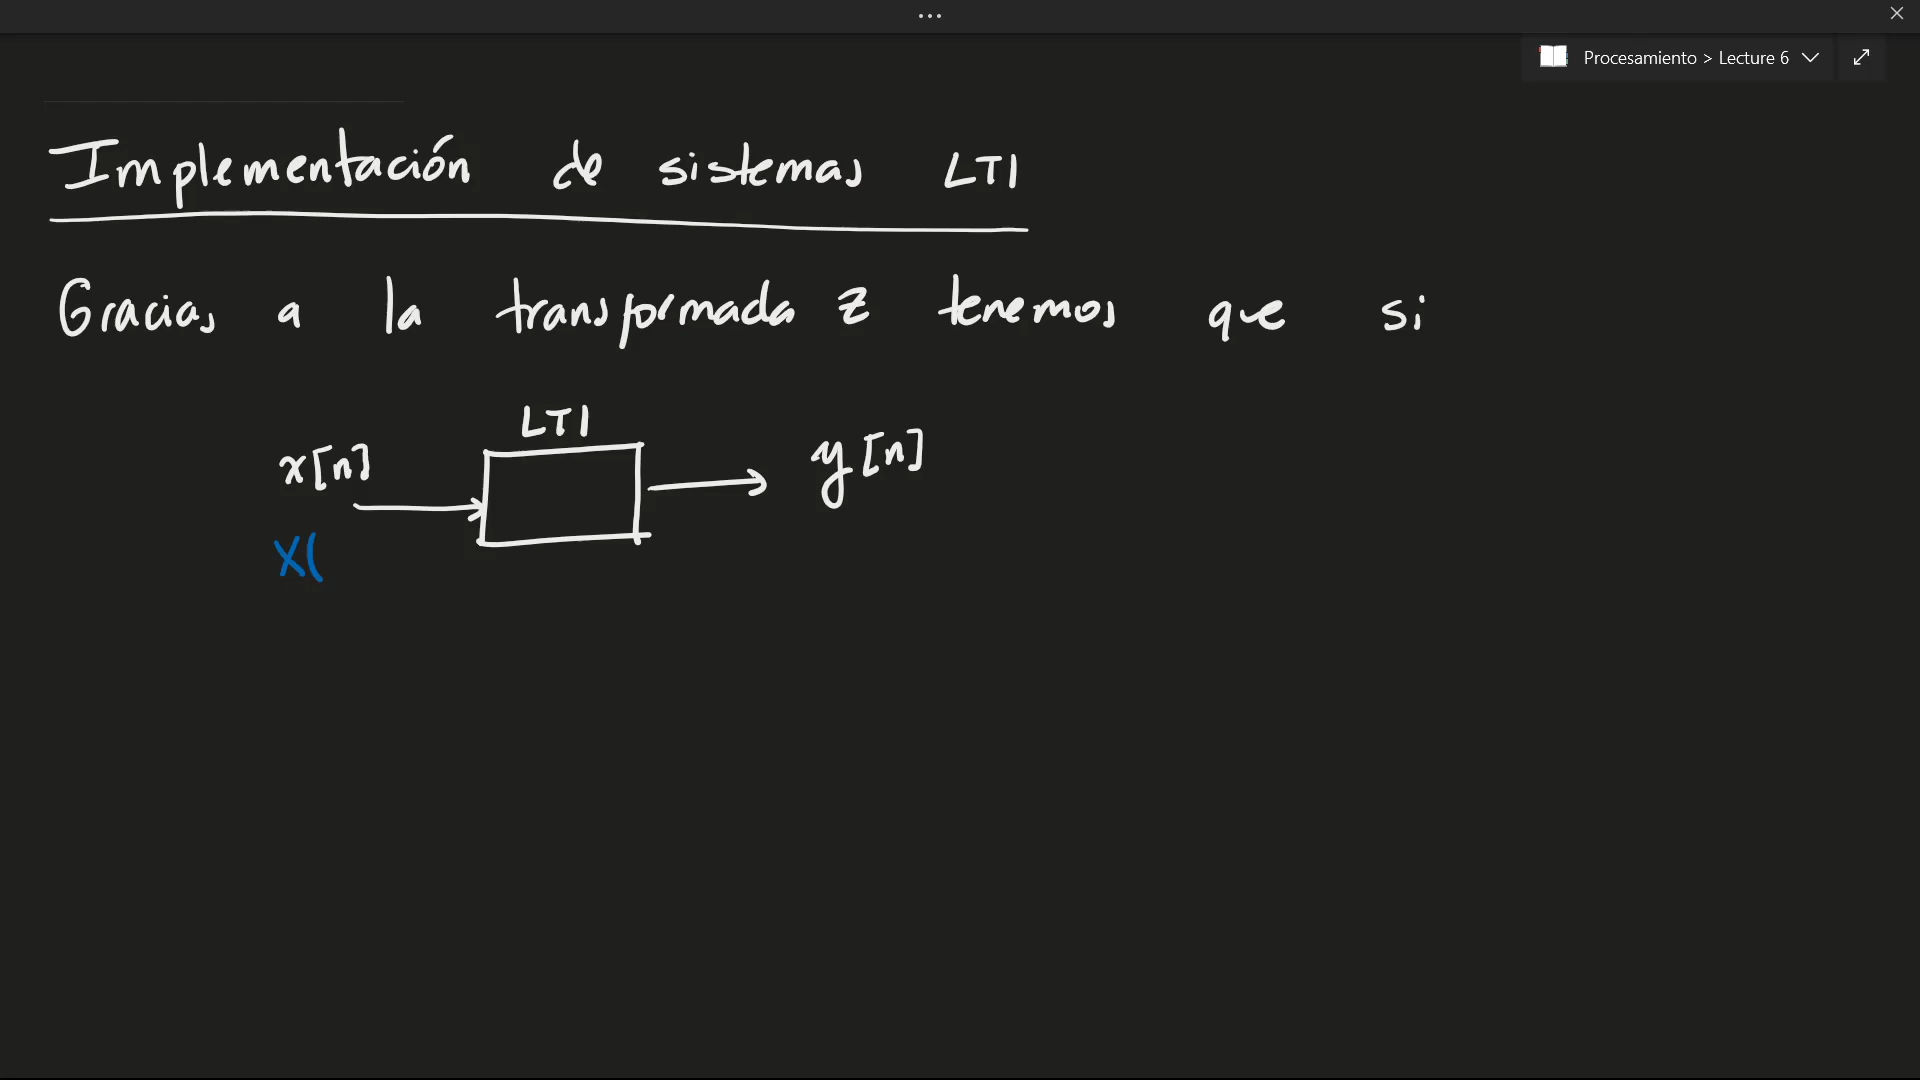 Procesamiento > Lecture 6
Implementación de sistemas LTI
Gracias a la transformada z tenemos que si
LTI
x[n] y[n]
X(